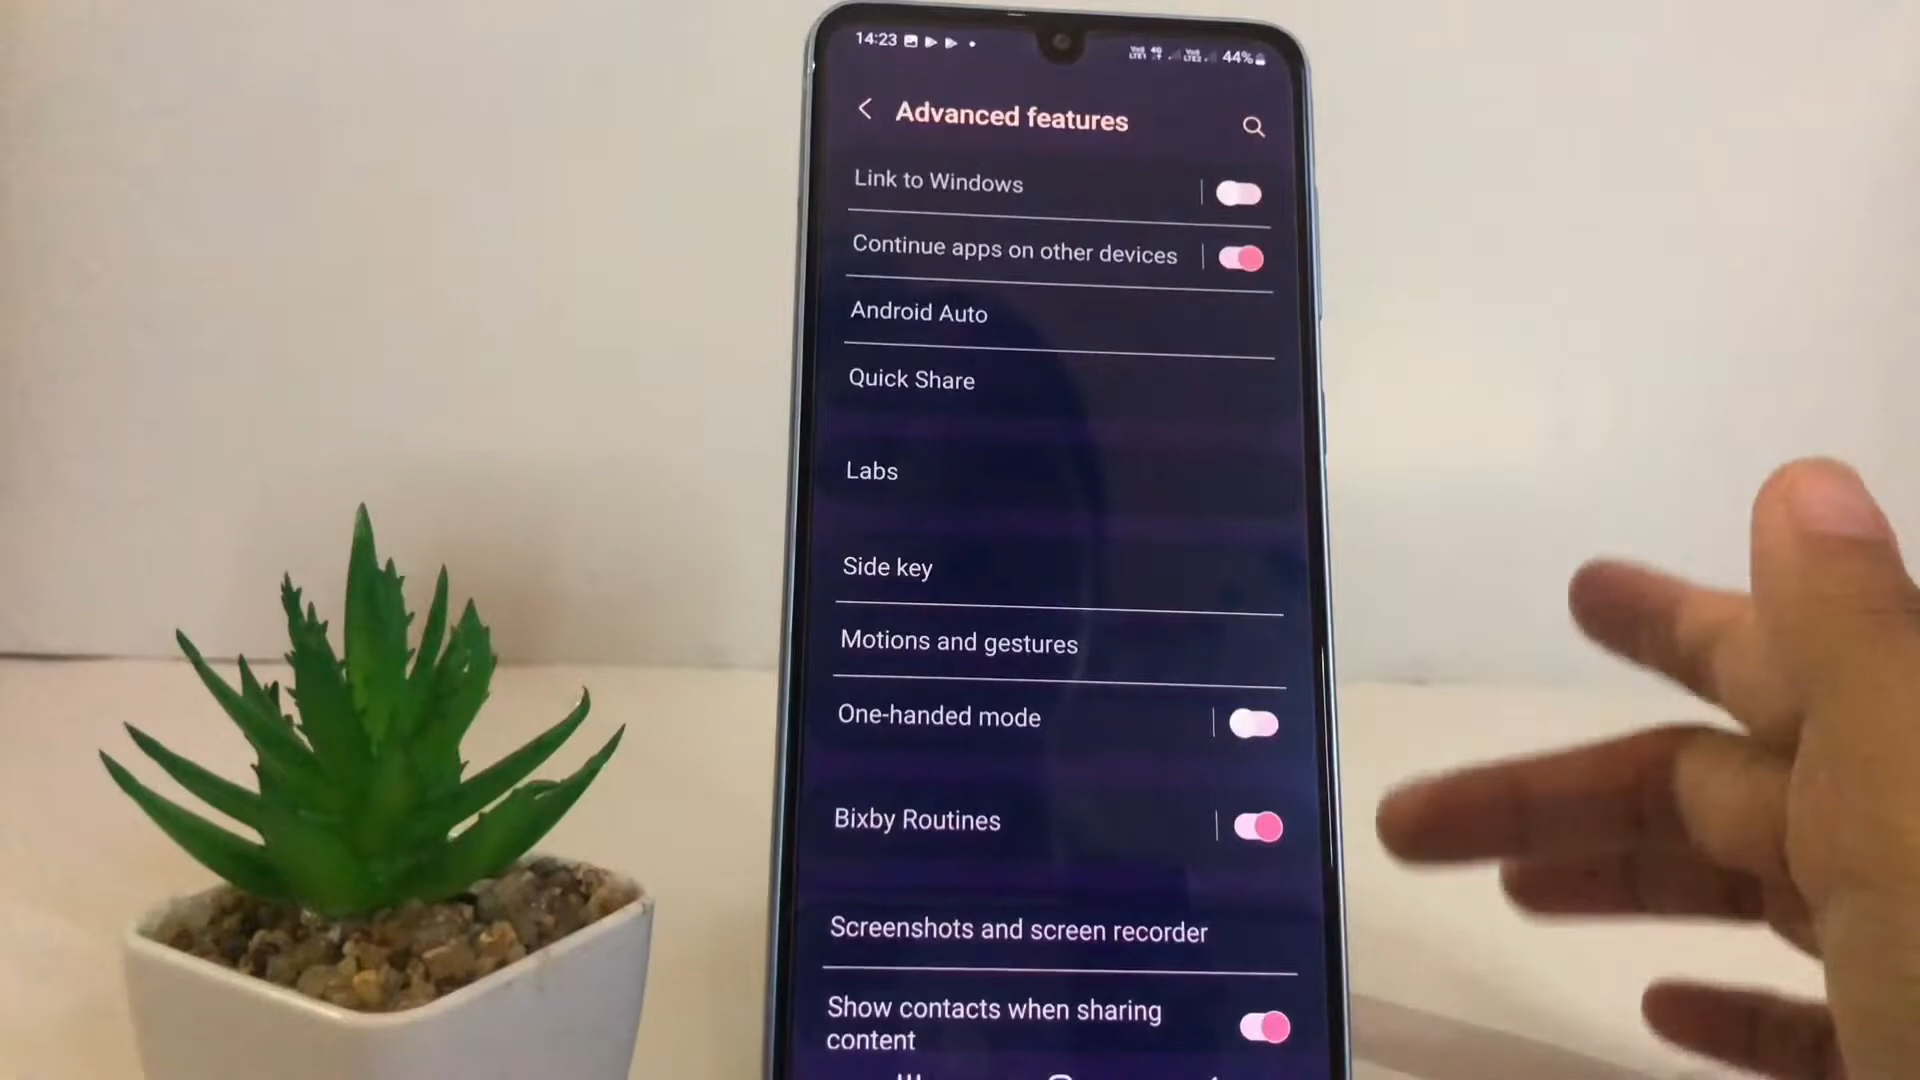 14:23
44%
Advanced features
Link to Windows
Continue apps on other devices
Android Auto
Quick Share
Labs
Side key
Motions and gestures
One-handed mode
Bixby Routines
Screenshots and screen recorder
Show contacts when sharing
content